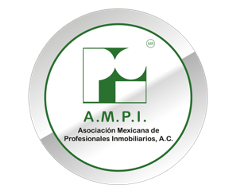 A.M.P.I.
Asociación Mexicana de
Profesionales Inmobiliarios, A.C.